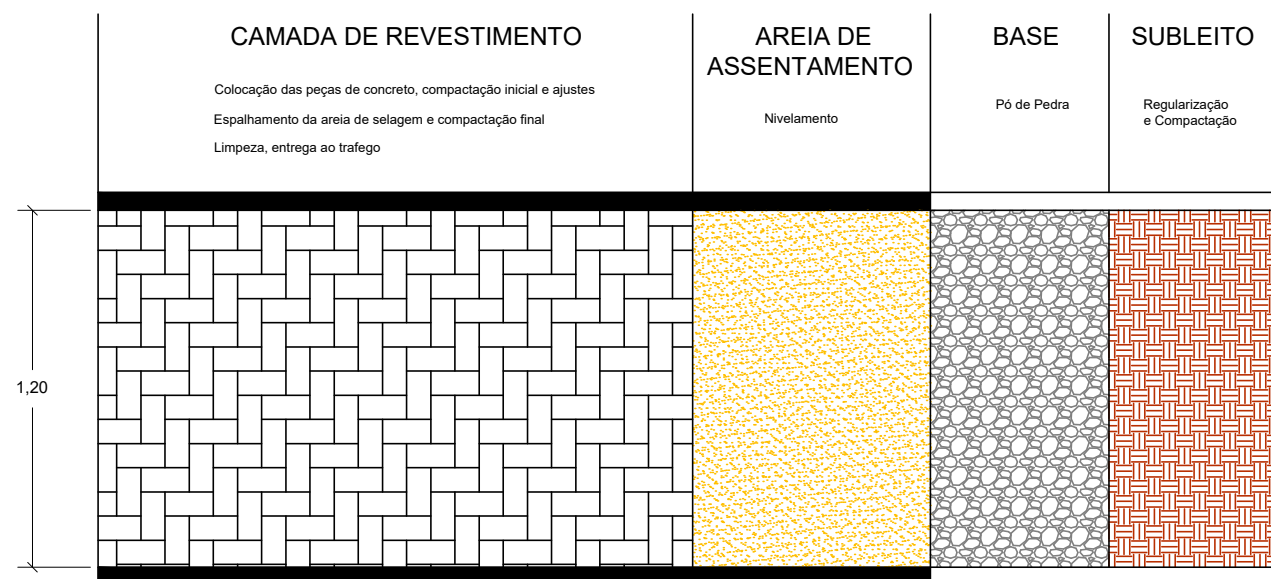 CAMADA DE REVESTIMENTO
Colocação das peças de concreto, compactação inicial e ajustes
Espalhamento da areia de selagem e compactação final
Limpeza, entrega ao trafego
AREIA DE
ASSENTAMENTO
Nivelamento
BASE
Pó de Pedra
SUBLEITO
Regularização
e Compactação
1,20